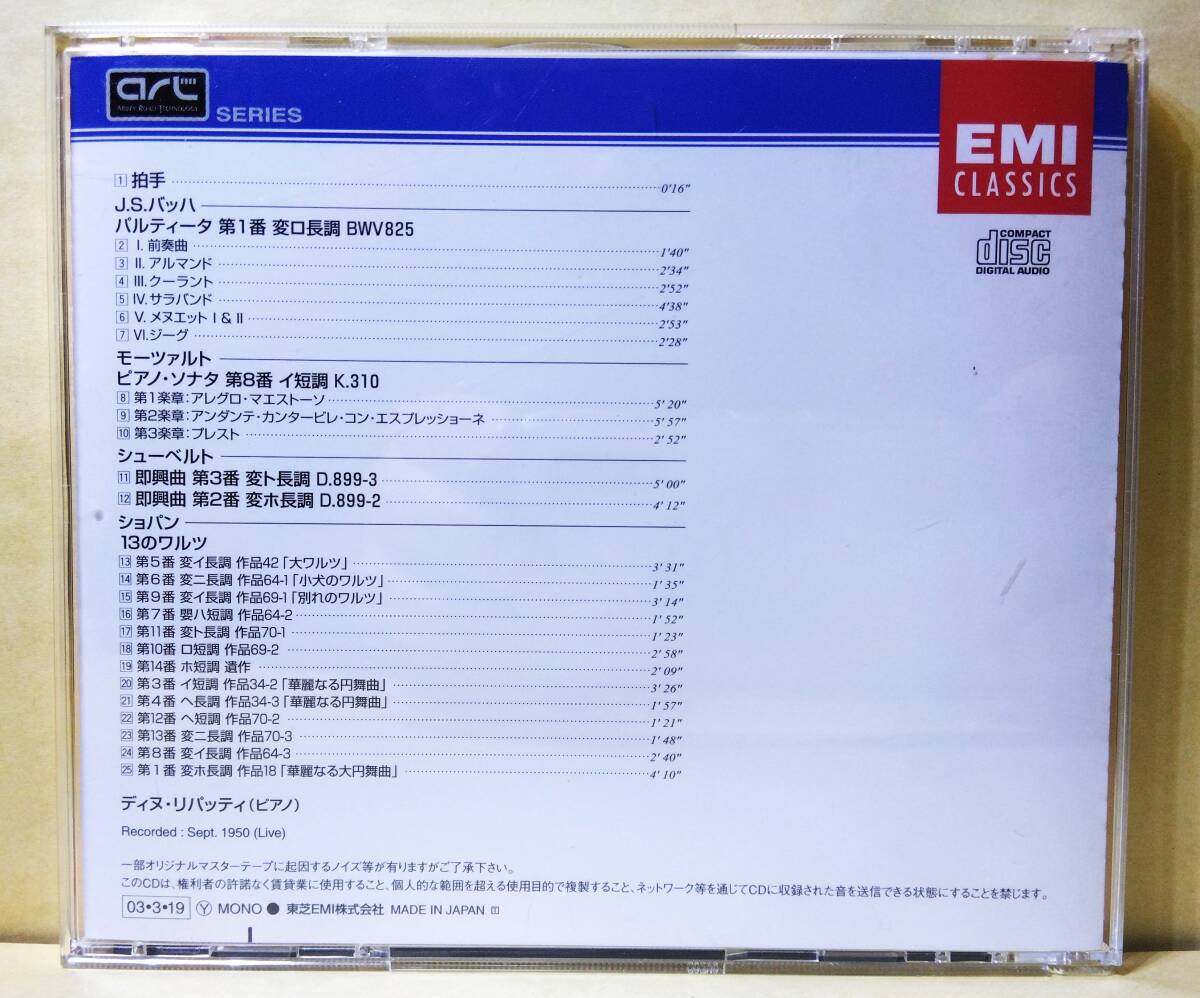 art
ABBEY ROAD TECHNOLOGY
SERIES
EMI
CLASSICS
COMPACT
disc
DIGITAL AUDIO
1 拍手 0'16"
J.S.バッハ
パルティータ 第1番 変ロ長調 BWV825
2 I. 前奏曲 1'40"
3 II. アルマンド 2'34"
4 III. クーラント 2'52"
5 IV. サラバンド 4'38"
6 V. メヌエット I & II 2'53"
7 VI. ジーグ 2'28"
モーツァルト
ピアノ・ソナタ 第8番 イ短調 K.310
8 第1楽章:アレグロ・マエストーソ 5'20"
9 第2楽章:アンダンテ・カンタービレ・コン・エスプレッショーネ 5'57"
10 第3楽章:プレスト 2'52"
シューベルト
11 即興曲 第3番 変ト長調 D.899-3 5'00"
12 即興曲 第2番 変ホ長調 D.899-2 4'12"
ショパン
13のワルツ
13 第5番 変イ長調 作品42「大ワルツ」 3'31"
14 第6番 変ニ長調 作品64-1「小犬のワルツ」 1'35"
15 第9番 変イ長調 作品69-1「別れのワルツ」 3'14"
16 第7番 嬰ハ短調 作品64-2 1'52"
17 第11番 変ト長調 作品70-1 1'23"
18 第10番 ロ短調 作品69-2 2'58"
19 第14番 ホ短調 遺作 2'09"
20 第3番 イ短調 作品34-2「華麗なる円舞曲」 3'26"
21 第4番 ヘ長調 作品34-3「華麗なる円舞曲」 1'57"
22 第12番 ヘ短調 作品70-2 1'21"
23 第13番 変ニ長調 作品70-3 1'48"
24 第8番 変イ長調 作品64-3 2'40"
25 第1番 変ホ長調 作品18「華麗なる大円舞曲」 4'10"
ディヌ・リパッティ(ピアノ)
Recorded : Sept. 1950 (Live)
一部オリジナルマスターテープに起因するノイズ等が有りますがご了承下さい。
このCDは、権利者の許諾なく賃貸業に使用すること、個人的な範囲を超える使用目的で複製すること、ネットワーク等を通じてCDに収録された音を送信できる状態にすることを禁じます。
03•3•19 Ⓨ MONO ● 東芝EMI株式会社 MADE IN JAPAN